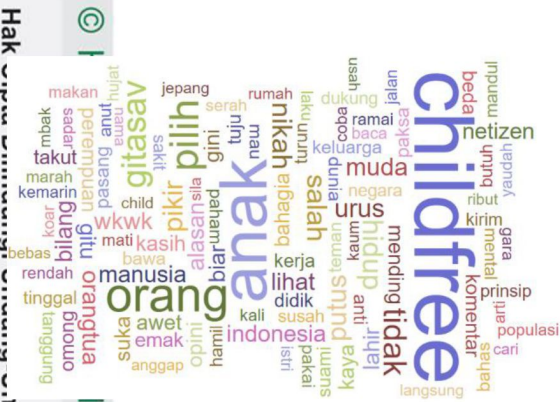 Hak
©
childfree
anak
orang
pilih
gitasav
tidak
nikah
salah
hidup
putus
indonesia
manusia
orangtua
pikir
alasan
bilang
muda
urus
lihat
netizen
komentar
perempuan
bahagia
wkwk
kasih
awet
suka
gitu
omong
biar
lahir
kaya
mending
beda
prinsip
populasi
makan
hujat
jepang
rumah
usah
jalan
mandul
mbak
sadar
anut
nama
serah
laku
dukung
coba
ramai
baca
paksa
takut
pasang
sakit
gini
tuju
mau
untung
keluarga
dunia
butuh
yaudah
marah
kemarin
child
sila
negara
ribut
koar
mati
padah
teman
kaum
kirim
mental
gara
bebas
bawa
kerja
rendah
didik
tinggal
kali
susah
anti
arti
tanggung
emak
opini
hamil
istri
pakai
suami
bahas
cari
anggap
langsung